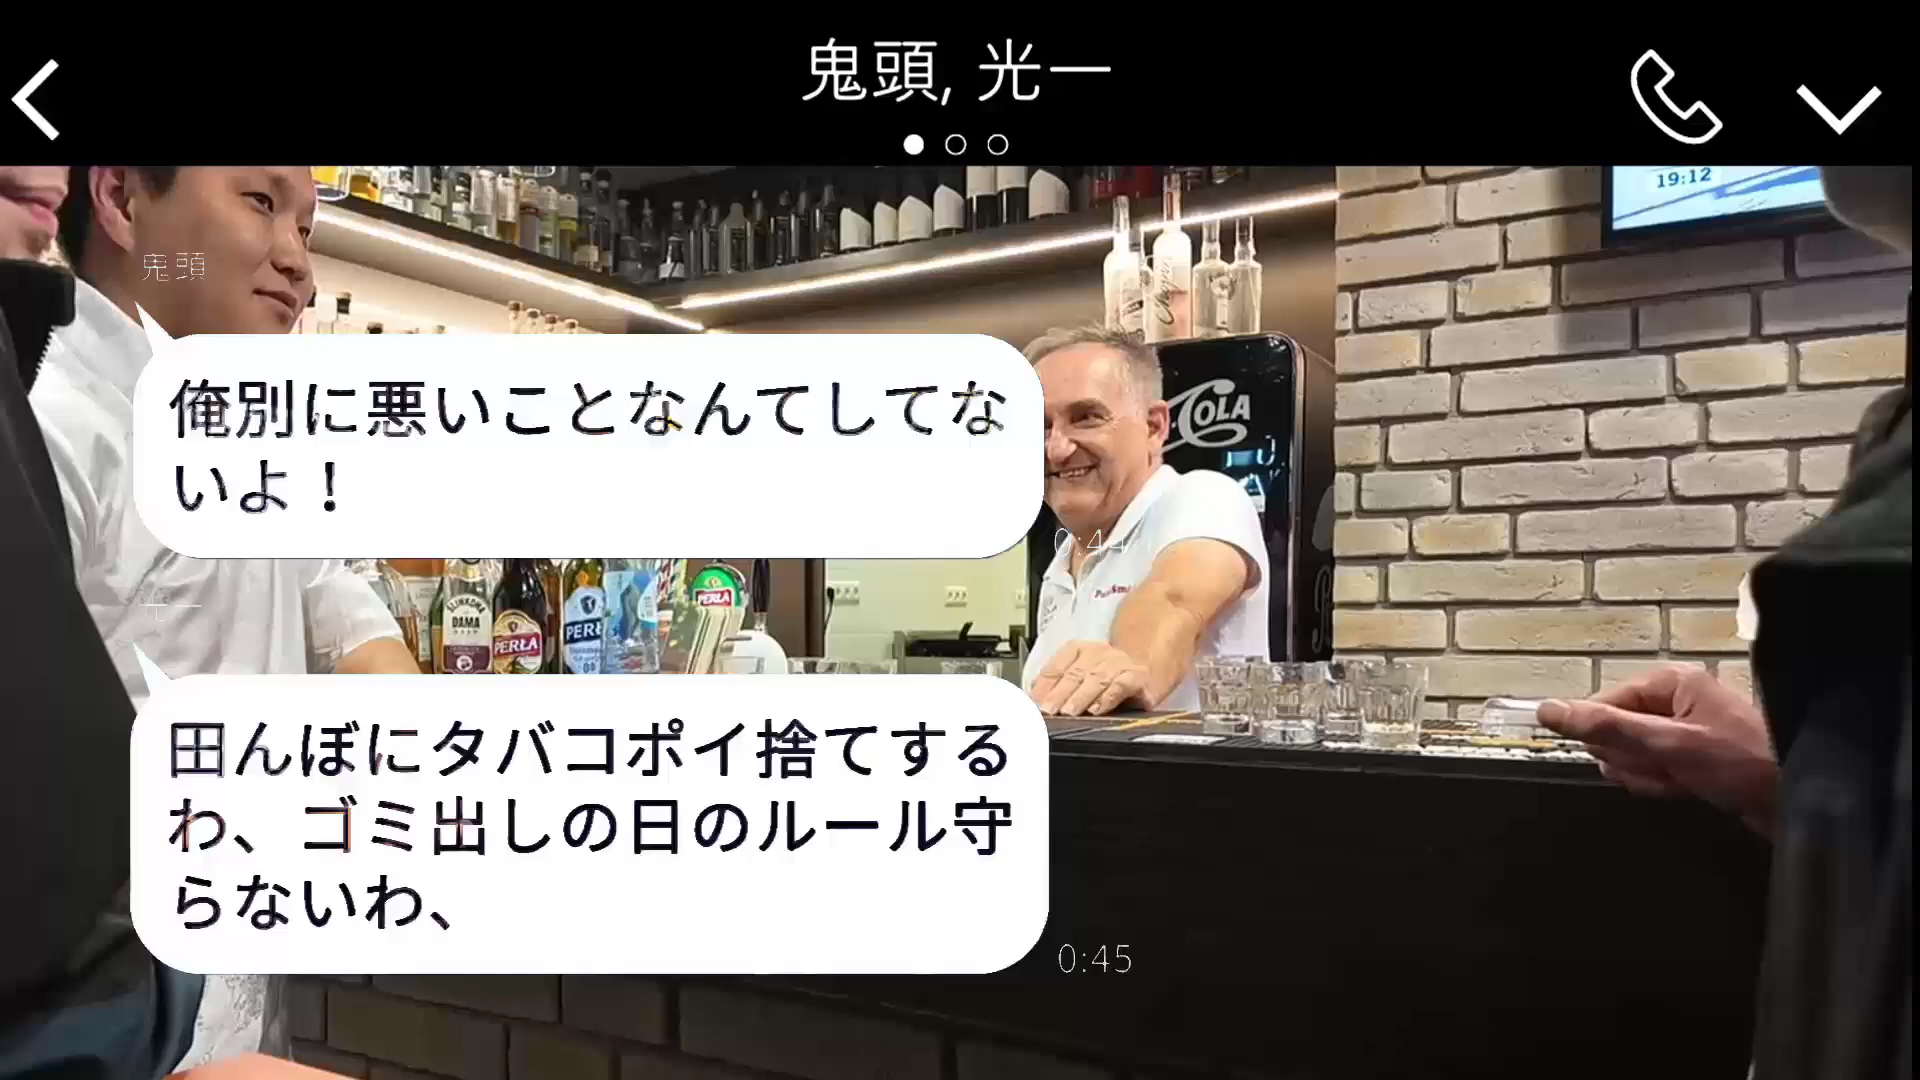 鬼頭, 光一
19:12
鬼頭
俺別に悪いことなんてしてな
いよ！
COLA
0:44
光一
DAMA
PERŁA
PERŁA
PERŁ
田んぼにタバコポイ捨てする
わ、ゴミ出しの日のルール守
らないわ、
0:45